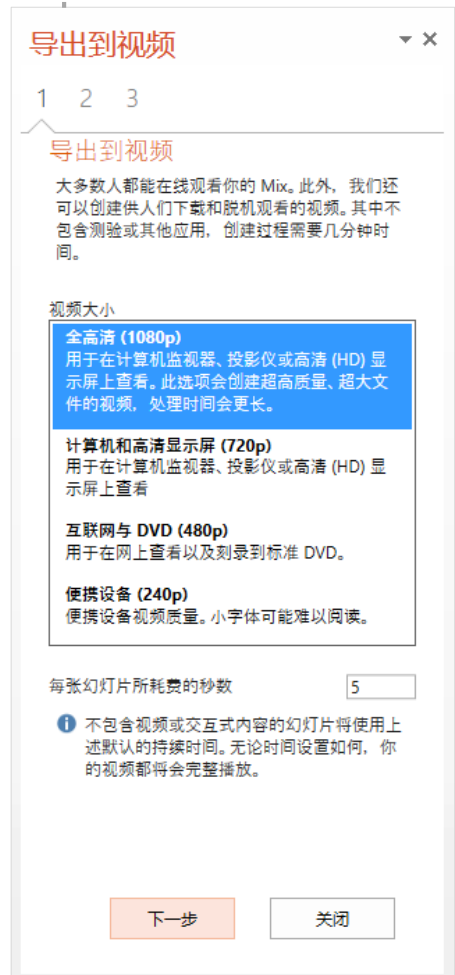 导出到视频
1 2 3
导出到视频
大多数人都能在线观看你的 Mix。此外，我们还
可以创建供人们下载和脱机观看的视频。其中不
包含测验或其他应用，创建过程需要几分钟时
间。
视频大小
全高清 (1080p)
用于在计算机监视器、投影仪或高清 (HD) 显
示屏上查看。此选项会创建超高质量、超大文
件的视频，处理时间会更长。
计算机和高清显示屏 (720p)
用于在计算机监视器、投影仪或高清 (HD) 显
示屏上查看
互联网与 DVD (480p)
用于在网上查看以及刻录到标准 DVD。
便携设备 (240p)
便携设备视频质量。小字体可能难以阅读。
每张幻灯片所耗费的秒数 5
不包含视频或交互式内容的幻灯片将使用上
述默认的持续时间。无论时间设置如何，你
的视频都将会完整播放。
下一步 关闭